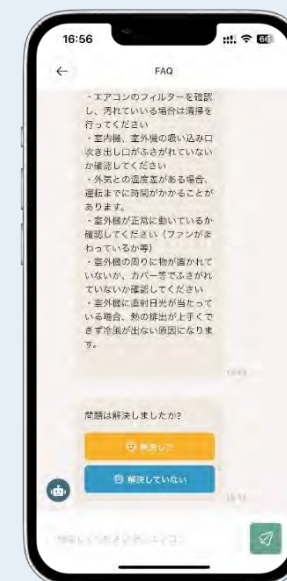 16:56
FAQ
・エアコンのフィルターを確認
し、汚れている場合は清掃を
行ってください
・室内機、室外機の吸い込み口
吹き出し口がふさがれていない
か確認してください
・外気との温度差がある場合、
運転までに時間がかかることが
あります。
・室外機が正常に動いているか
確認してください（ファンがま
わっているか等）
・室外機の周りに物が置かれて
いないか、カバー等でふさがれ
ていないか確認してください
・室外機に直射日光が当たって
いる場合、熱の排出が上手くで
きず冷風が出ない原因になりま
す。
問題は解決しましたか?
解決した
解決していない